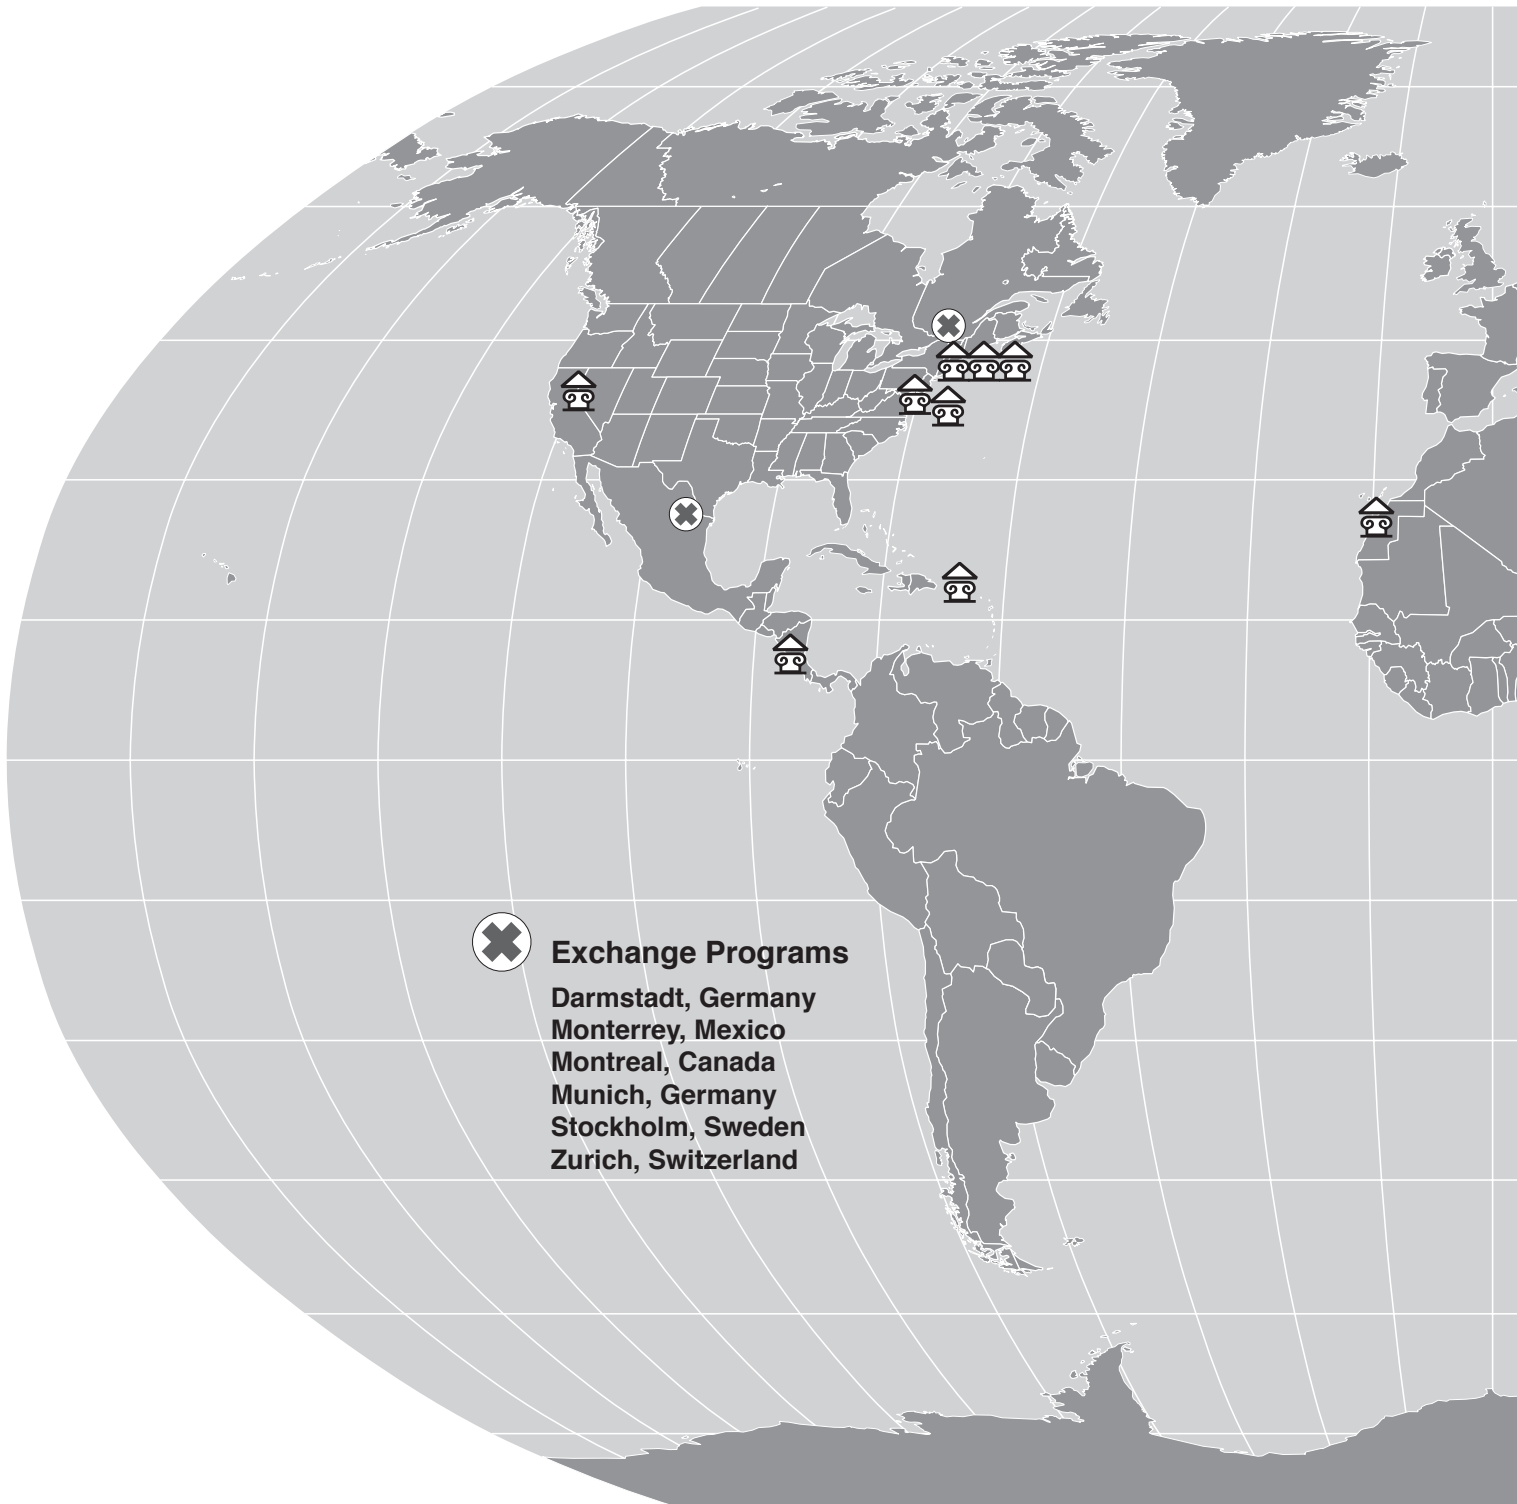 Exchange Programs
Darmstadt, Germany
Monterrey, Mexico
Montreal, Canada
Munich, Germany
Stockholm, Sweden
Zurich, Switzerland